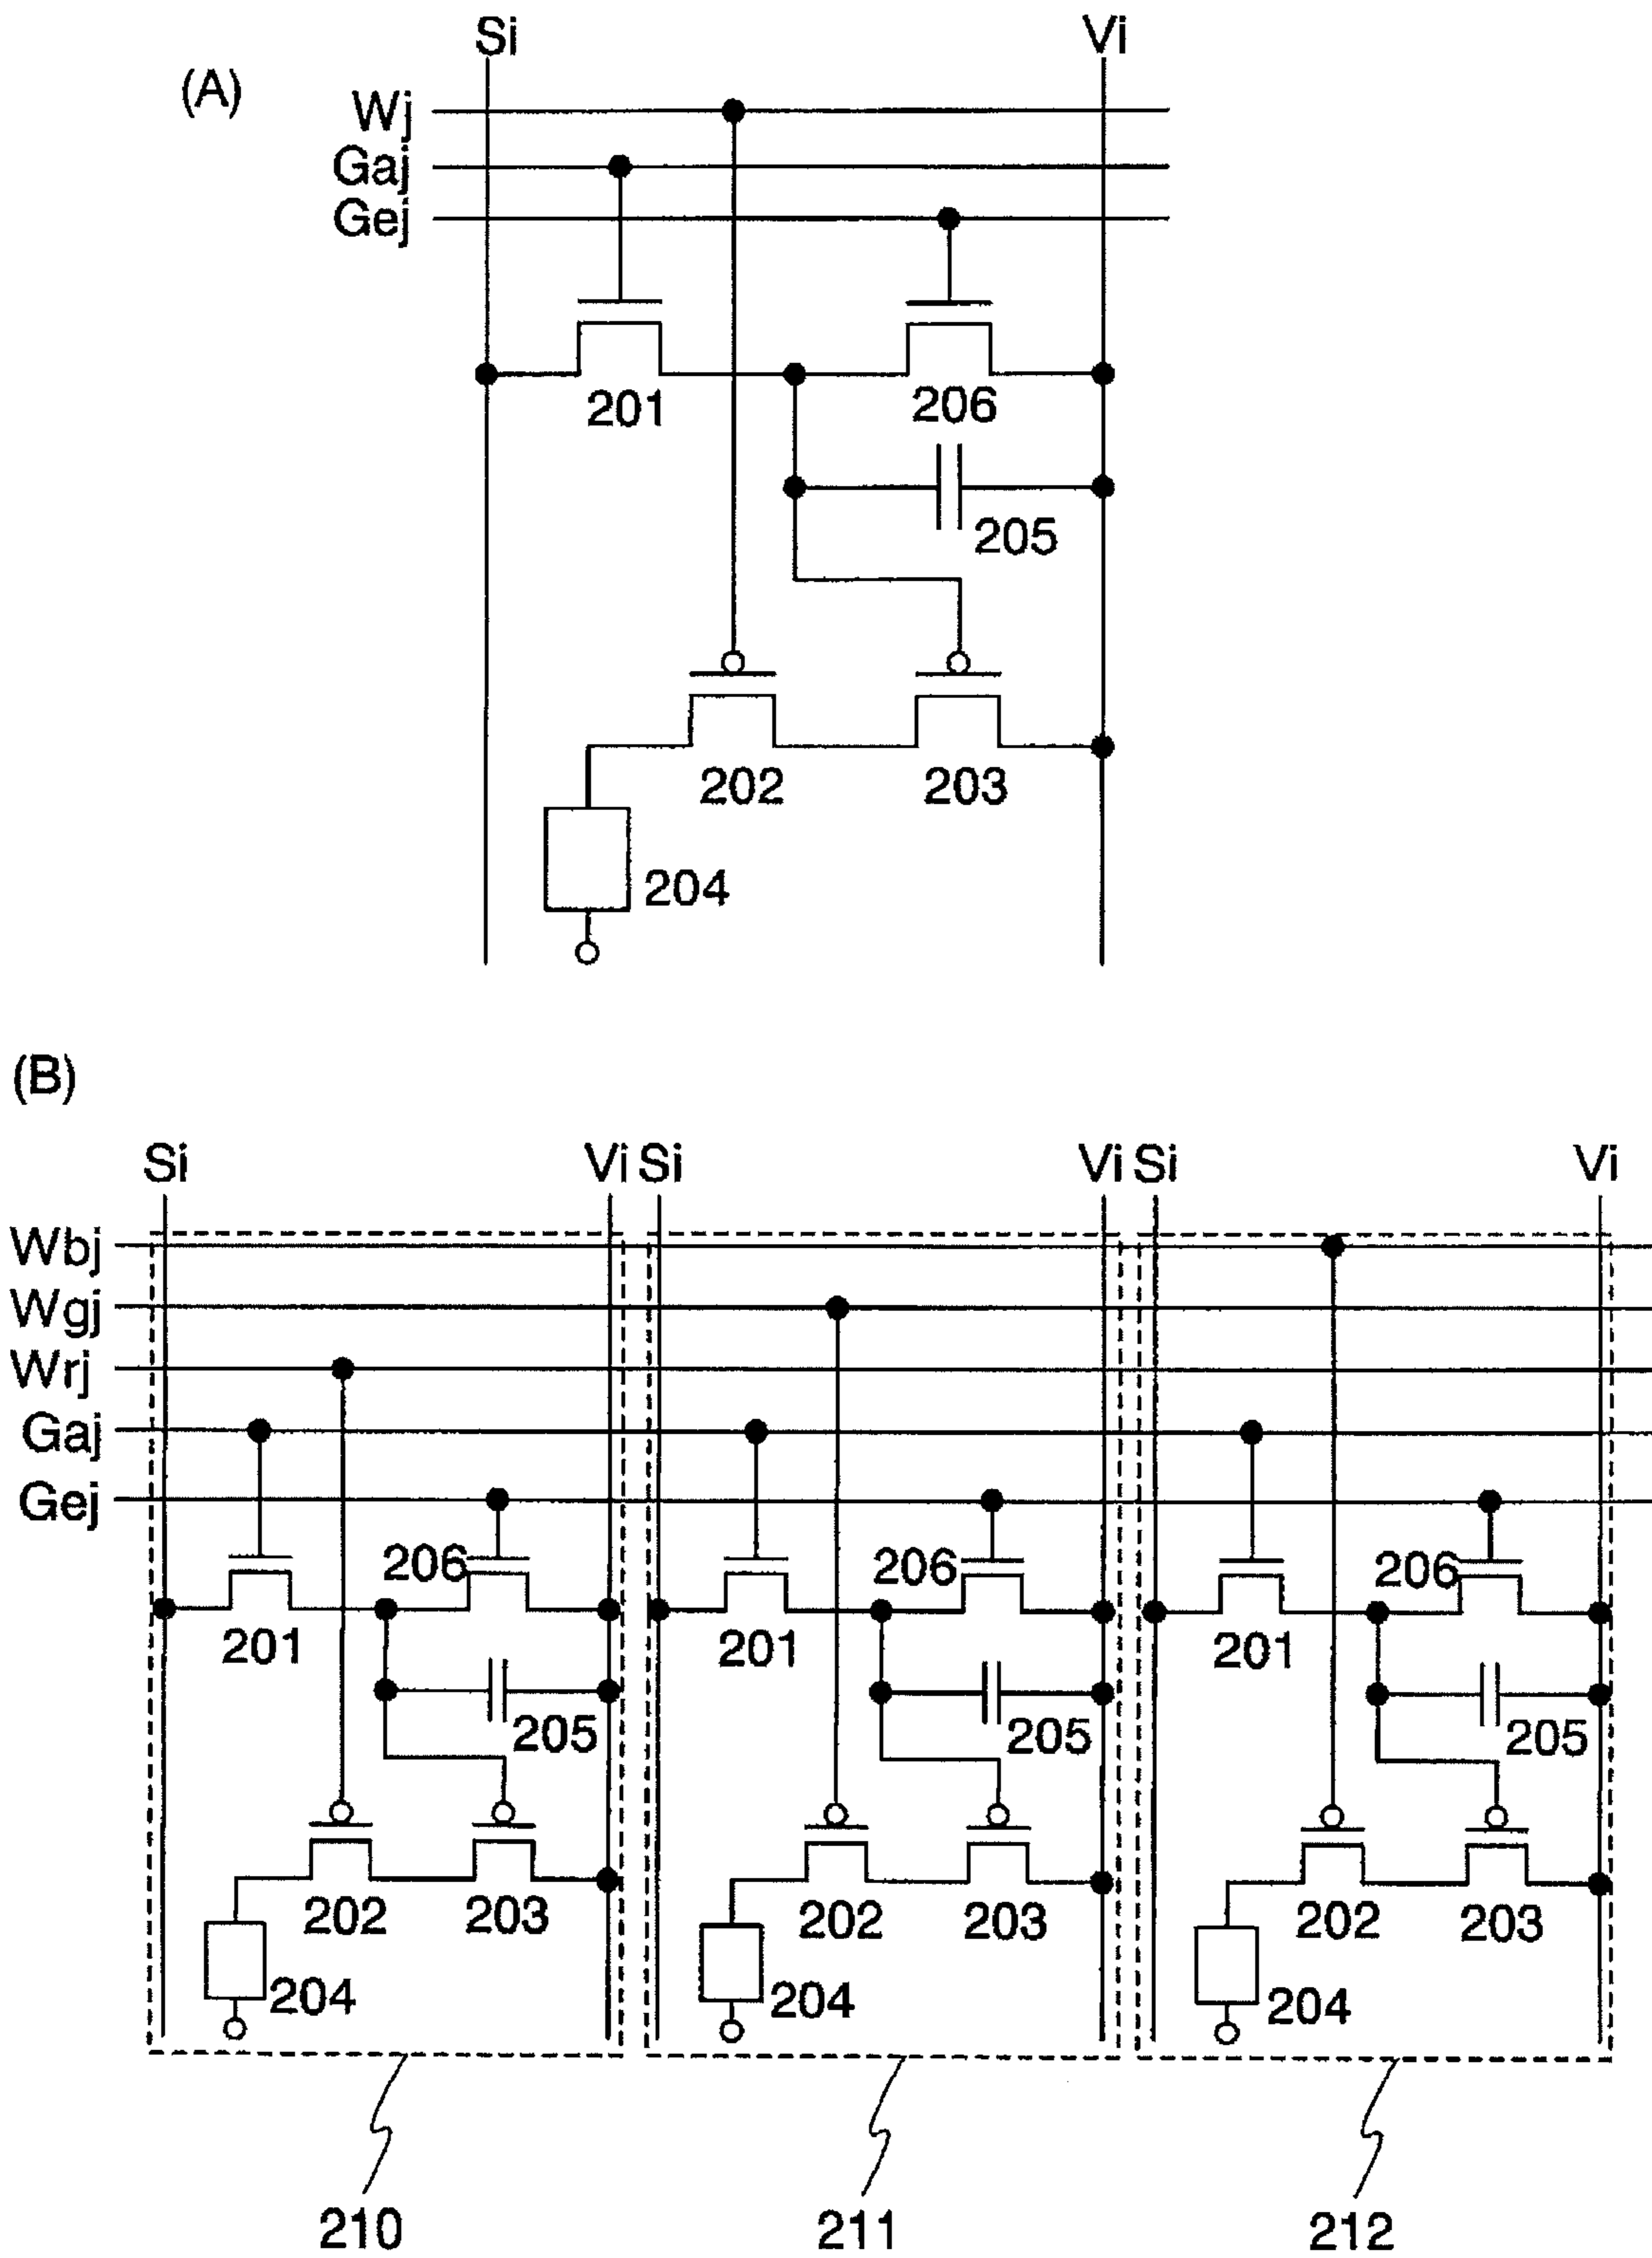 Si Vi
(A)
Wj
Gaj
Gej
201 206
205
202 203
204
(B)
Si Vi Si Vi Si Vi
Wbj
Wgj
Wrj
Gaj
Gej
206 206 206
201 201 201
205 205 205
202 203 202 203 202 203
204 204 204
210 211 212